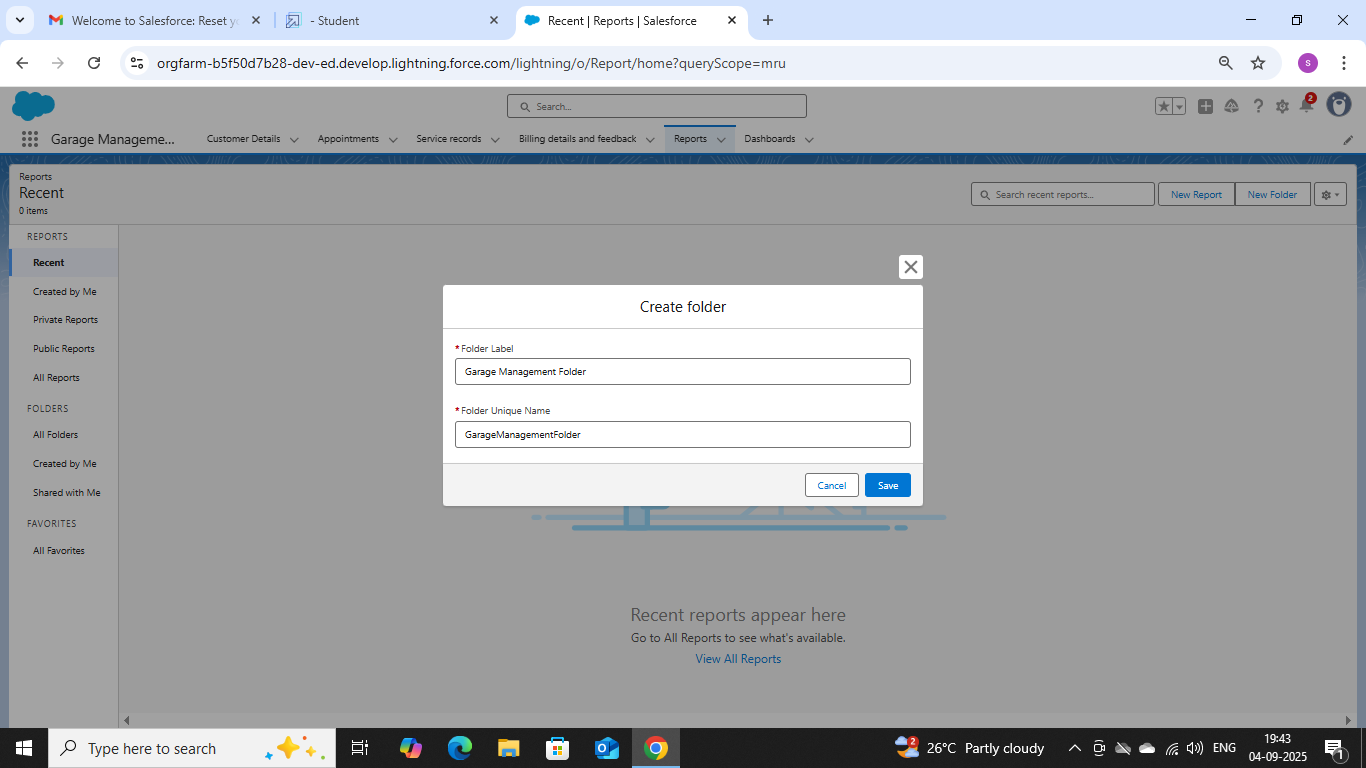 Welcome to Salesforce: Reset y
- Student
Recent | Reports | Salesforce
orgfarm-b5f50d7b28-dev-ed.develop.lightning.force.com/lightning/o/Report/home?queryScope=mru
S
Search...
2
Garage Manageme...
Customer Details
Appointments
Service records
Billing details and feedback
Reports
Dashboards
Reports
Recent
0 items
Search recent reports...
New Report
New Folder
REPORTS
Recent
Created by Me
Private Reports
Public Reports
All Reports
FOLDERS
All Folders
Created by Me
Shared with Me
FAVORITES
All Favorites
Create folder
*Folder Label
Garage Management Folder
*Folder Unique Name
GarageManagementFolder
Cancel
Save
Recent reports appear here
Go to All Reports to see what's available.
View All Reports
Type here to search
2
26°C Partly cloudy
ENG
19:43
04-09-2025
1